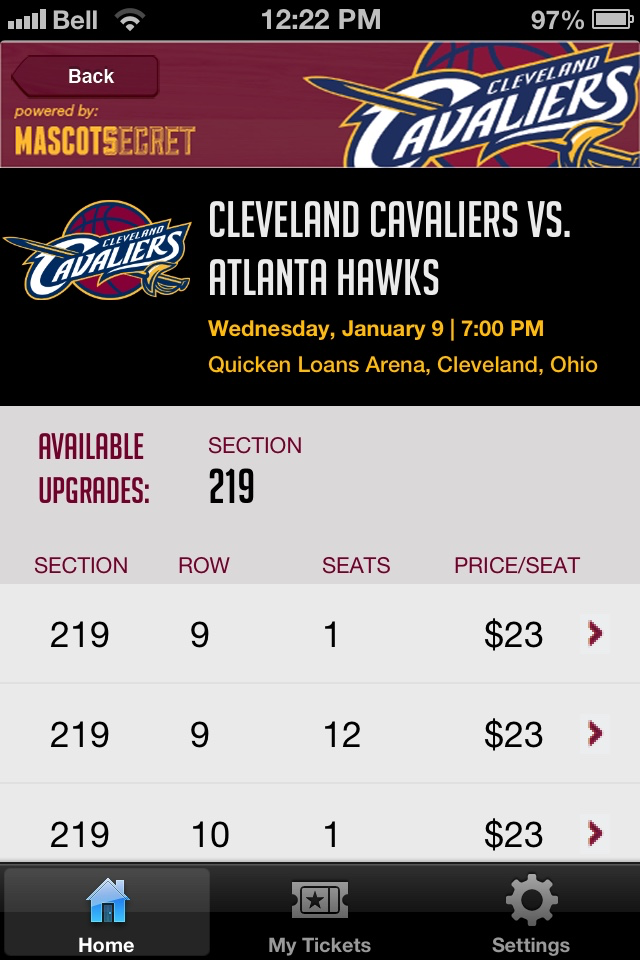 Bell 12:22 PM 97%
Back
powered by:
MASCOTSECRET
CLEVELAND
CAVALIERS
CLEVELAND
CAVALIERS
CLEVELAND CAVALIERS VS.
ATLANTA HAWKS
Wednesday, January 9 | 7:00 PM
Quicken Loans Arena, Cleveland, Ohio
AVAILABLE
UPGRADES:
SECTION
219
SECTION ROW SEATS PRICE/SEAT
219 9 1 $23
219 9 12 $23
219 10 1 $23
Home My Tickets Settings